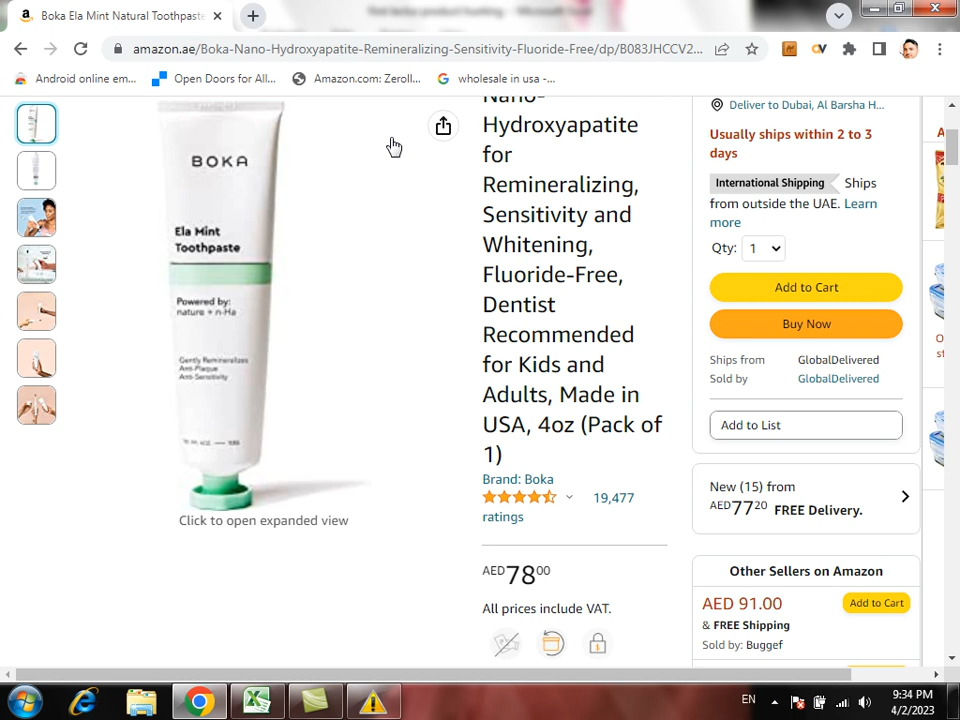 Boka Ela Mint Natural Toothpaste
amazon.ae/Boka-Nano-Hydroxyapatite-Remineralizing-Sensitivity-Fluoride-Free/dp/B083JHCCV2...
Android online em...
Open Doors for All...
Amazon.com: Zeroll...
wholesale in usa -...
Nano-
Hydroxyapatite
for
Remineralizing,
Sensitivity and
Whitening,
Fluoride-Free,
Dentist
Recommended
for Kids and
Adults, Made in
USA, 4oz (Pack of
1)
Brand: Boka
19,477
ratings
AED7800
All prices include VAT.
BOKA
Ela Mint
Toothpaste
Powered by:
nature + n-Ha
Gently Remineralizes
Anti-Plaque
Anti-Sensitivity
Click to open expanded view
Deliver to Dubai, Al Barsha H...
Usually ships within 2 to 3
days
International Shipping Ships
from outside the UAE. Learn
more
Qty: 1
Add to Cart
Buy Now
Ships from GlobalDelivered
Sold by GlobalDelivered
Add to List
New (15) from
AED7720 FREE Delivery.
Other Sellers on Amazon
AED 91.00
Add to Cart
& FREE Shipping
Sold by: Buggef
EN
9:34 PM
4/2/2023